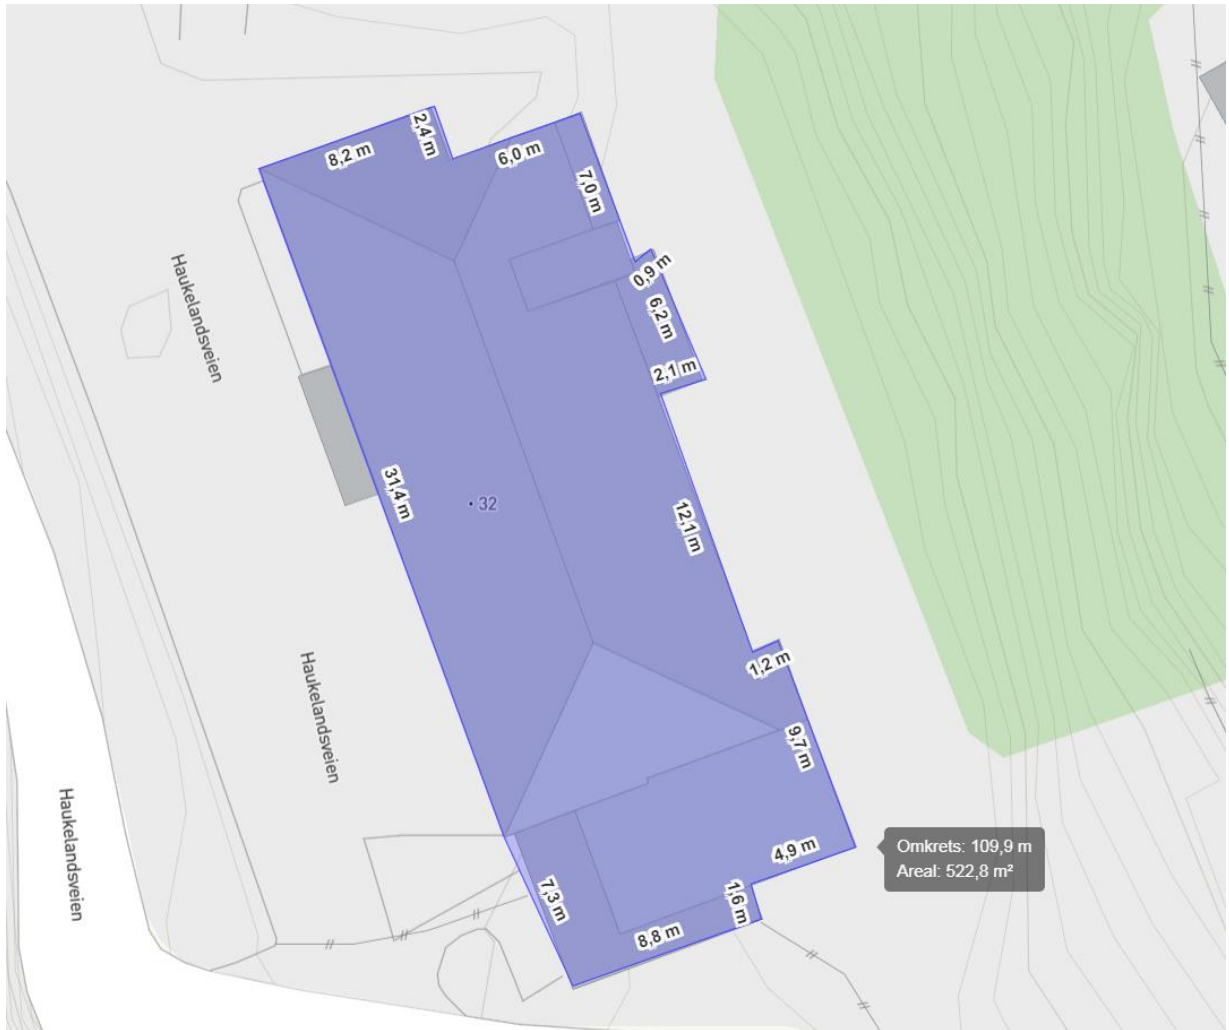 2,4 m
8,2 m
6,0 m
7,0 m
Haukelandsveien
0,9 m
6,2 m
2,1 m
31,4 m
32
12,1 m
Haukelandsveien
1,2 m
9,7 m
Haukelandsveien
4,9 m
Omkrets: 109,9 m
Areal: 522,8 m²
7,3 m
1,6 m
8,8 m